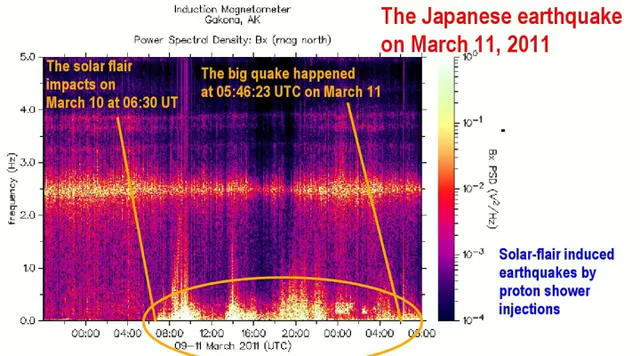 Induction Magnetometer
Gakona, AK
Power Spectral Density: Bx (mag north)
The Japanese earthquake
on March 11, 2011
The solar flair
impacts on
March 10 at 06:30 UT
The big quake happened
at 05:46:23 UTC on March 11
5.0
4.0
3.0
2.0
1.0
0.0
frequency (Hz)
10^0
10^-1
10^-2
10^-3
10^-4
Bx PSD (V^2/Hz)
Solar-flair induced
earthquakes by
proton shower
injections
00:00 04:00 08:00 12:00 16:00 20:00 00:00 04:00 08:00
09-11 March 2011 (UTC)